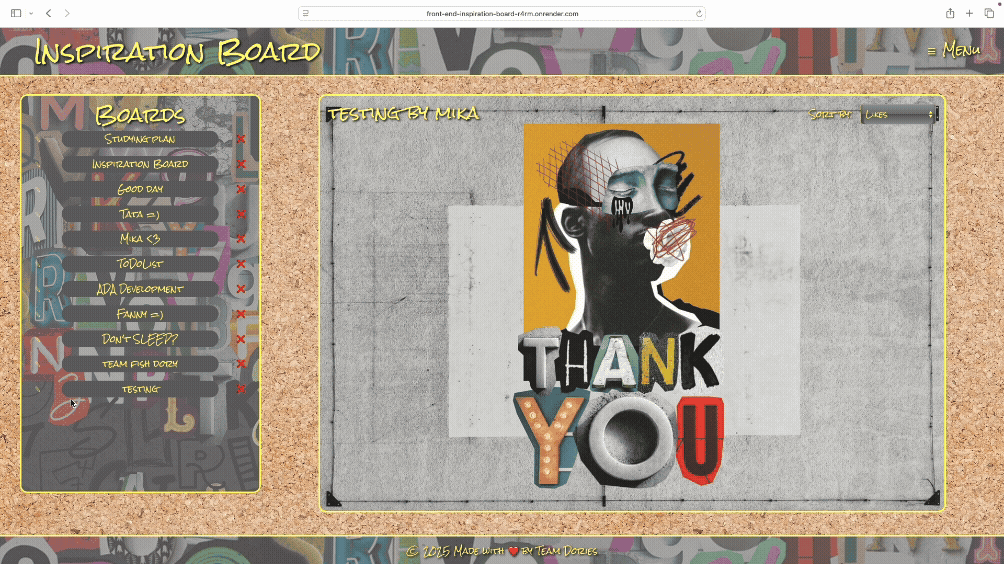 front-end-inspiration-board-r4rm.onrender.com
Inspiration Board
≡ Menu
Boards
Studying plan
Inspiration Board
Good day
Tata =)
Mika <3
ToDoList
ADA Development
Fanny =)
Don't SLEEP?
team fish dory
testing
testing by mika
Sort by:
Likes
THANK
YOU
© 2025 Made with ❤️ by Team Dories